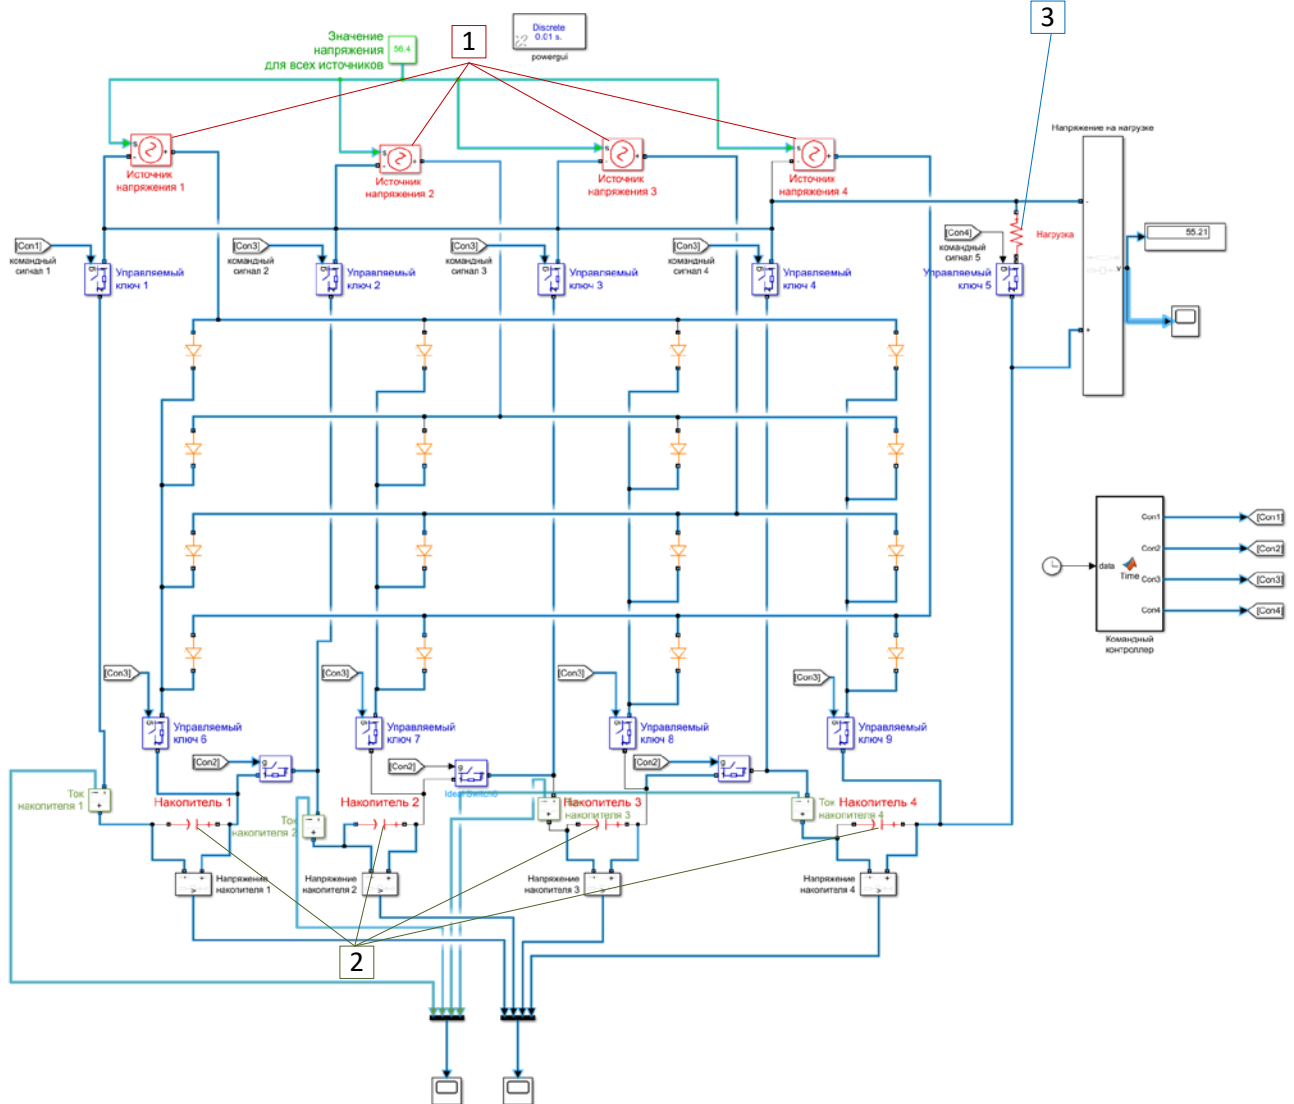 1
3
Значение
напряжения
для всех источников
56.4
Discrete
0.01 s.
powergui
Напряжение на нагрузке
Источник
напряжения 1
Источник
напряжения 2
Источник
напряжения 3
Источник
напряжения 4
[Con1]
командный
сигнал 1
Управляемый
ключ 1
[Con3]
командный
сигнал 2
Управляемый
ключ 2
[Con3]
командный
сигнал 3
Управляемый
ключ 3
[Con3]
командный
сигнал 4
Управляемый
ключ 4
[Con4]
командный
сигнал 5
Нагрузка
Управляемый
ключ 5
55.21
data
Time
Con1
Con2
Con3
Con4
[Con1]
[Con2]
[Con3]
[Con4]
Командный
контроллер
[Con3]
[Con3]
[Con3]
[Con3]
Управляемый
ключ 6
Управляемый
ключ 7
Управляемый
ключ 8
Управляемый
ключ 9
[Con2]
[Con2]
[Con2]
Ideal Switch6
Ток
накопителя 1
Накопитель 1
Ток
накопителя 2
Накопитель 2
Ток
накопителя 3
Накопитель 3
Ток
накопителя 4
Накопитель 4
Напряжение
накопителя 1
Напряжение
накопителя 2
Напряжение
накопителя 3
Напряжение
накопителя 4
2